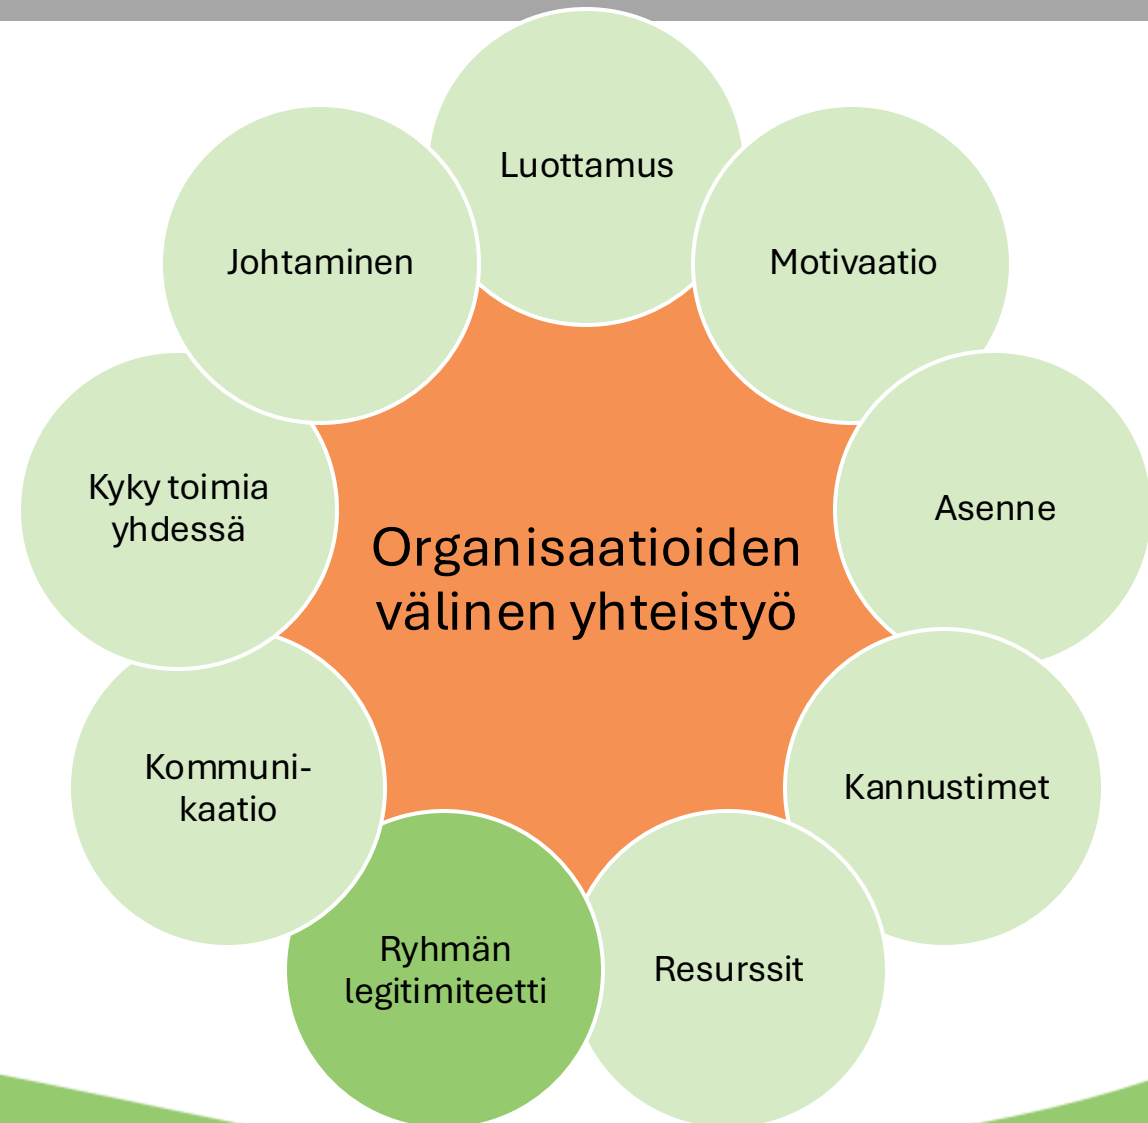 Luottamus
Johtaminen
Motivaatio
Kyky toimia
yhdessä
Asenne
Organisaatioiden
välinen yhteistyö
Kommuni-
kaatio
Kannustimet
Ryhmän
legitimiteetti
Resurssit